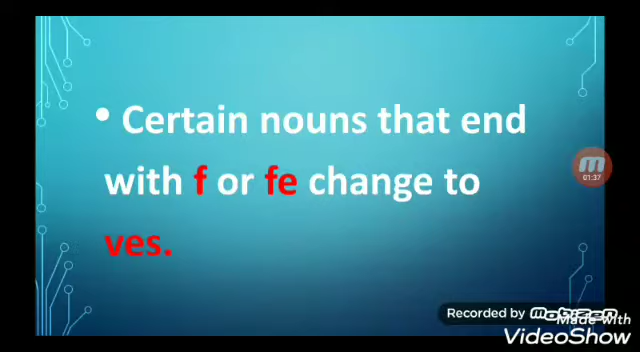 • Certain nouns that end
with f or fe change to
ves.
01:37
Recorded by
Made with
VideoShow